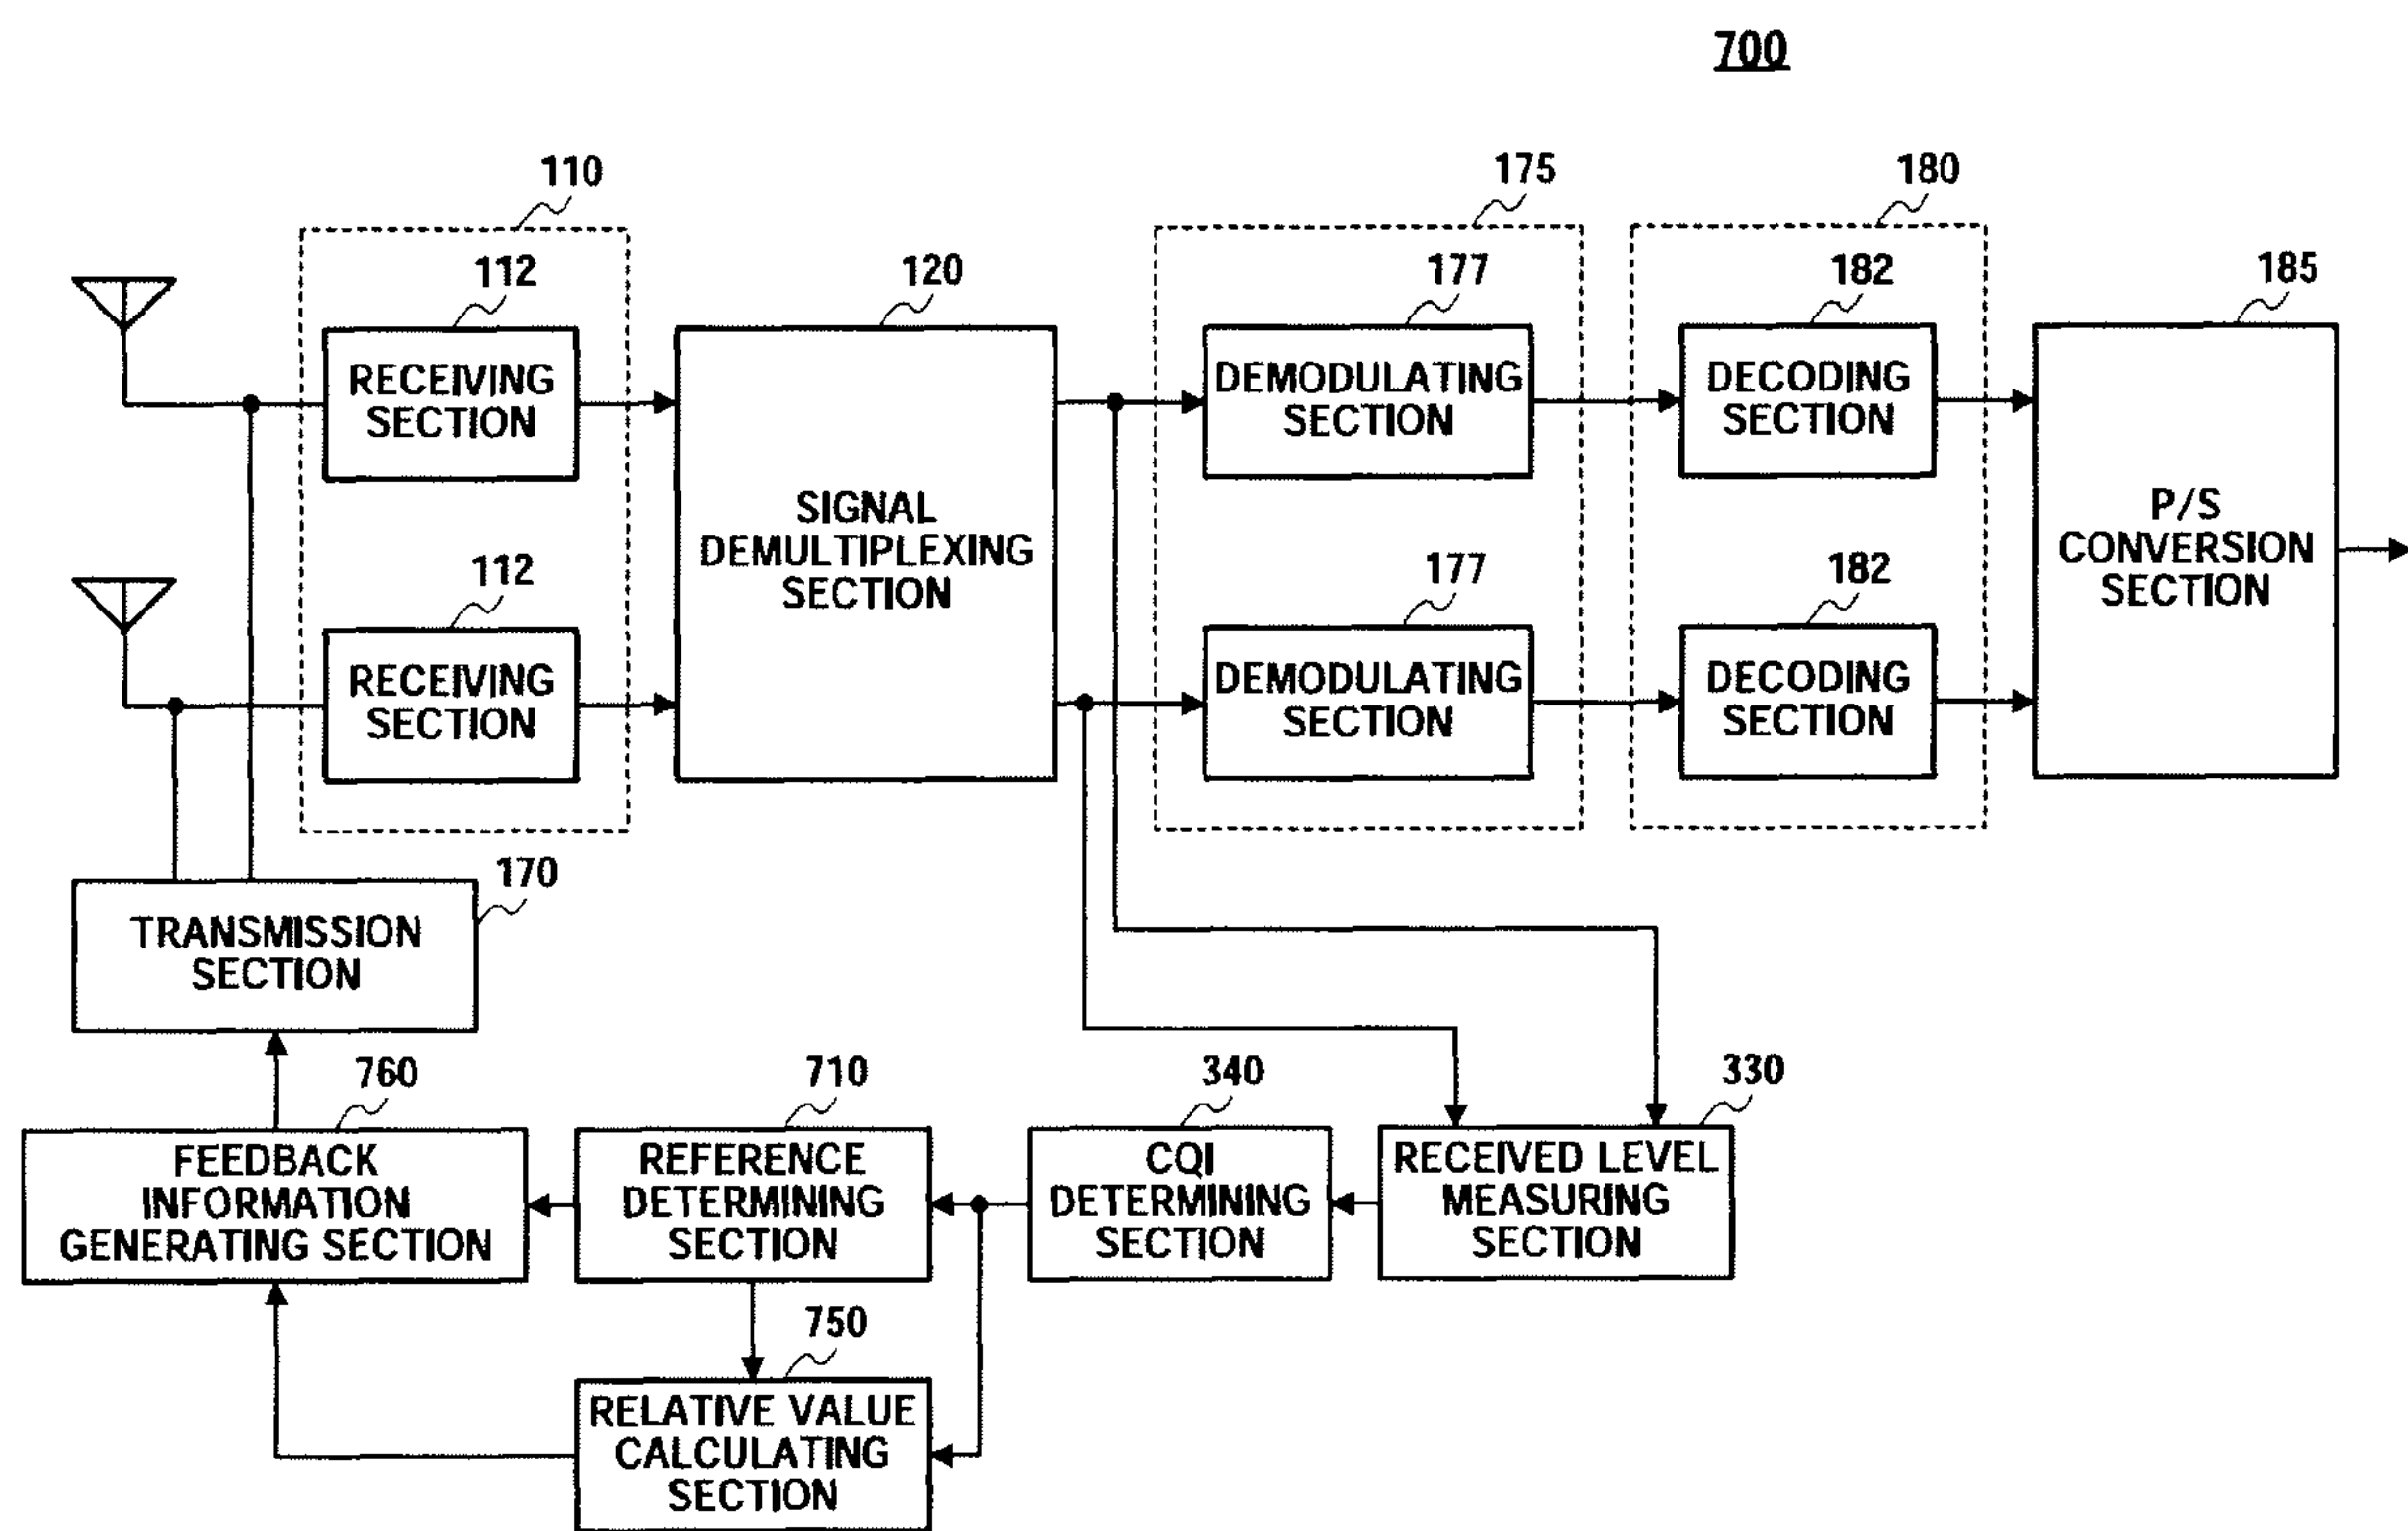 700
110
175
180
112
120
177
182
185
RECEIVING
SECTION
SIGNAL
DEMULTIPLEXING
SECTION
DEMODULATING
SECTION
DECODING
SECTION
P/S
CONVERSION
SECTION
112
177
182
RECEIVING
SECTION
DEMODULATING
SECTION
DECODING
SECTION
170
TRANSMISSION
SECTION
760
710
340
330
FEEDBACK
INFORMATION
GENERATING SECTION
REFERENCE
DETERMINING
SECTION
CQI
DETERMINING
SECTION
RECEIVED LEVEL
MEASURING
SECTION
750
RELATIVE VALUE
CALCULATING
SECTION